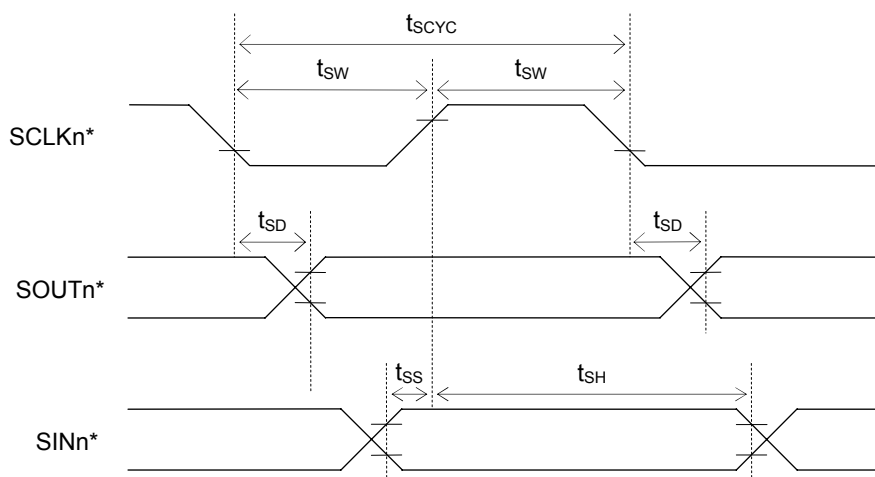 tSCYC
tSW tSW
SCLKn*
tSD tSD
SOUTn*
tSS tSH
SINn*